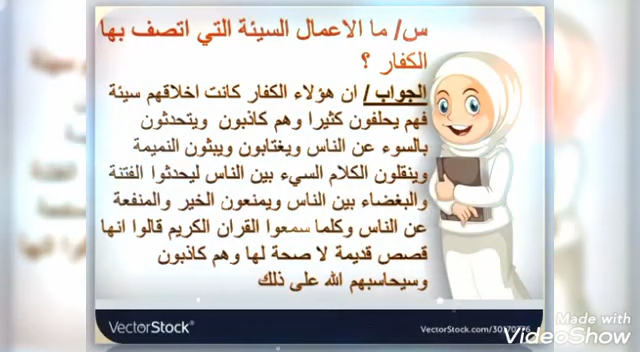 س/ ما الاعمال السيئة التي اتصف بها
الكفار ؟
الجواب / ان هؤلاء الكفار كانت اخلاقهم سيئة
فهم يحلفون كثيرا وهم كاذبون ويتحدثون
بالسوء عن الناس ويغتابون ويبثون النميمة
وينقلون الكلام السيء بين الناس ليحدثوا الفتنة
والبغضاء بين الناس ويمنعون الخير والمنفعة
عن الناس وكلما سمعوا القران الكريم قالوا انها
قصص قديمة لا صحة لها وهم كاذبون
وسيحاسبهم الله على ذلك
VectorStock®
VectorStock.com/
Made with
VideoShow